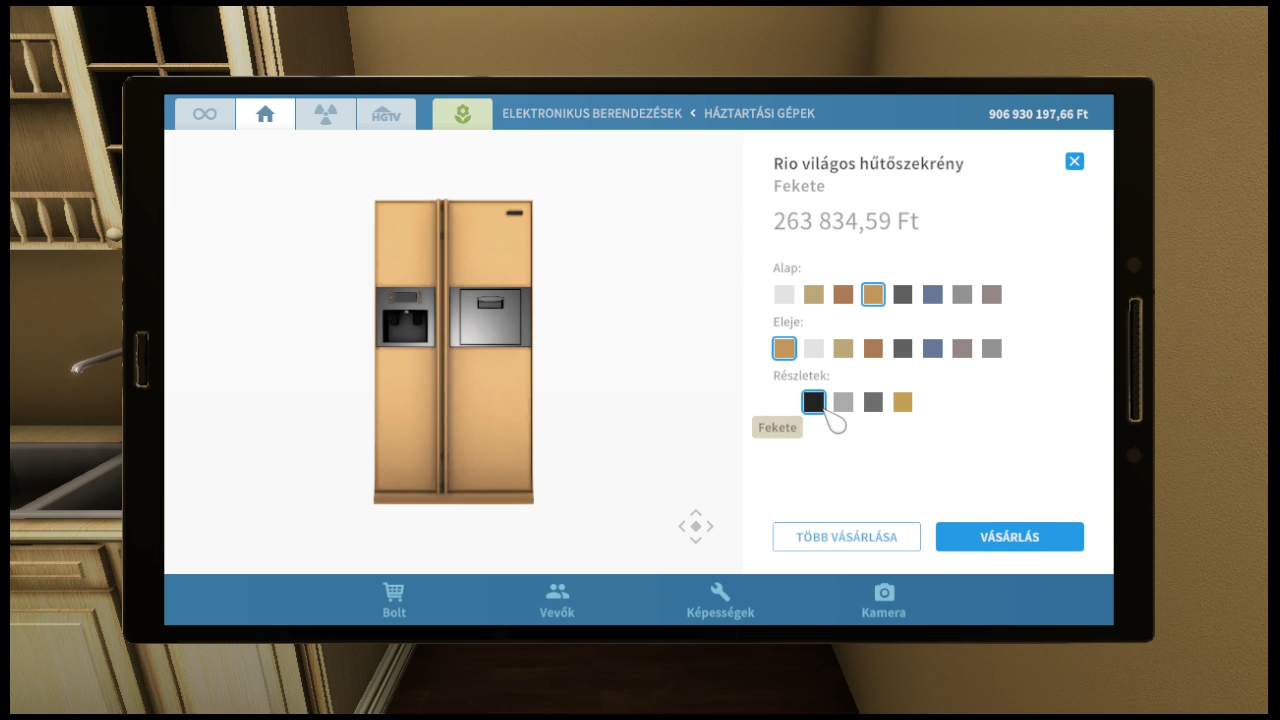 HGTV
ELEKTRONIKUS BERENDEZÉSEK < HÁZTARTÁSI GÉPEK
906 930 197,66 Ft
Rio világos hűtőszekrény
Fekete
263 834,59 Ft
Alap:
Eleje:
Részletek:
Fekete
TÖBB VÁSÁRLÁSA
VÁSÁRLÁS
Bolt
Vevők
Képességek
Kamera